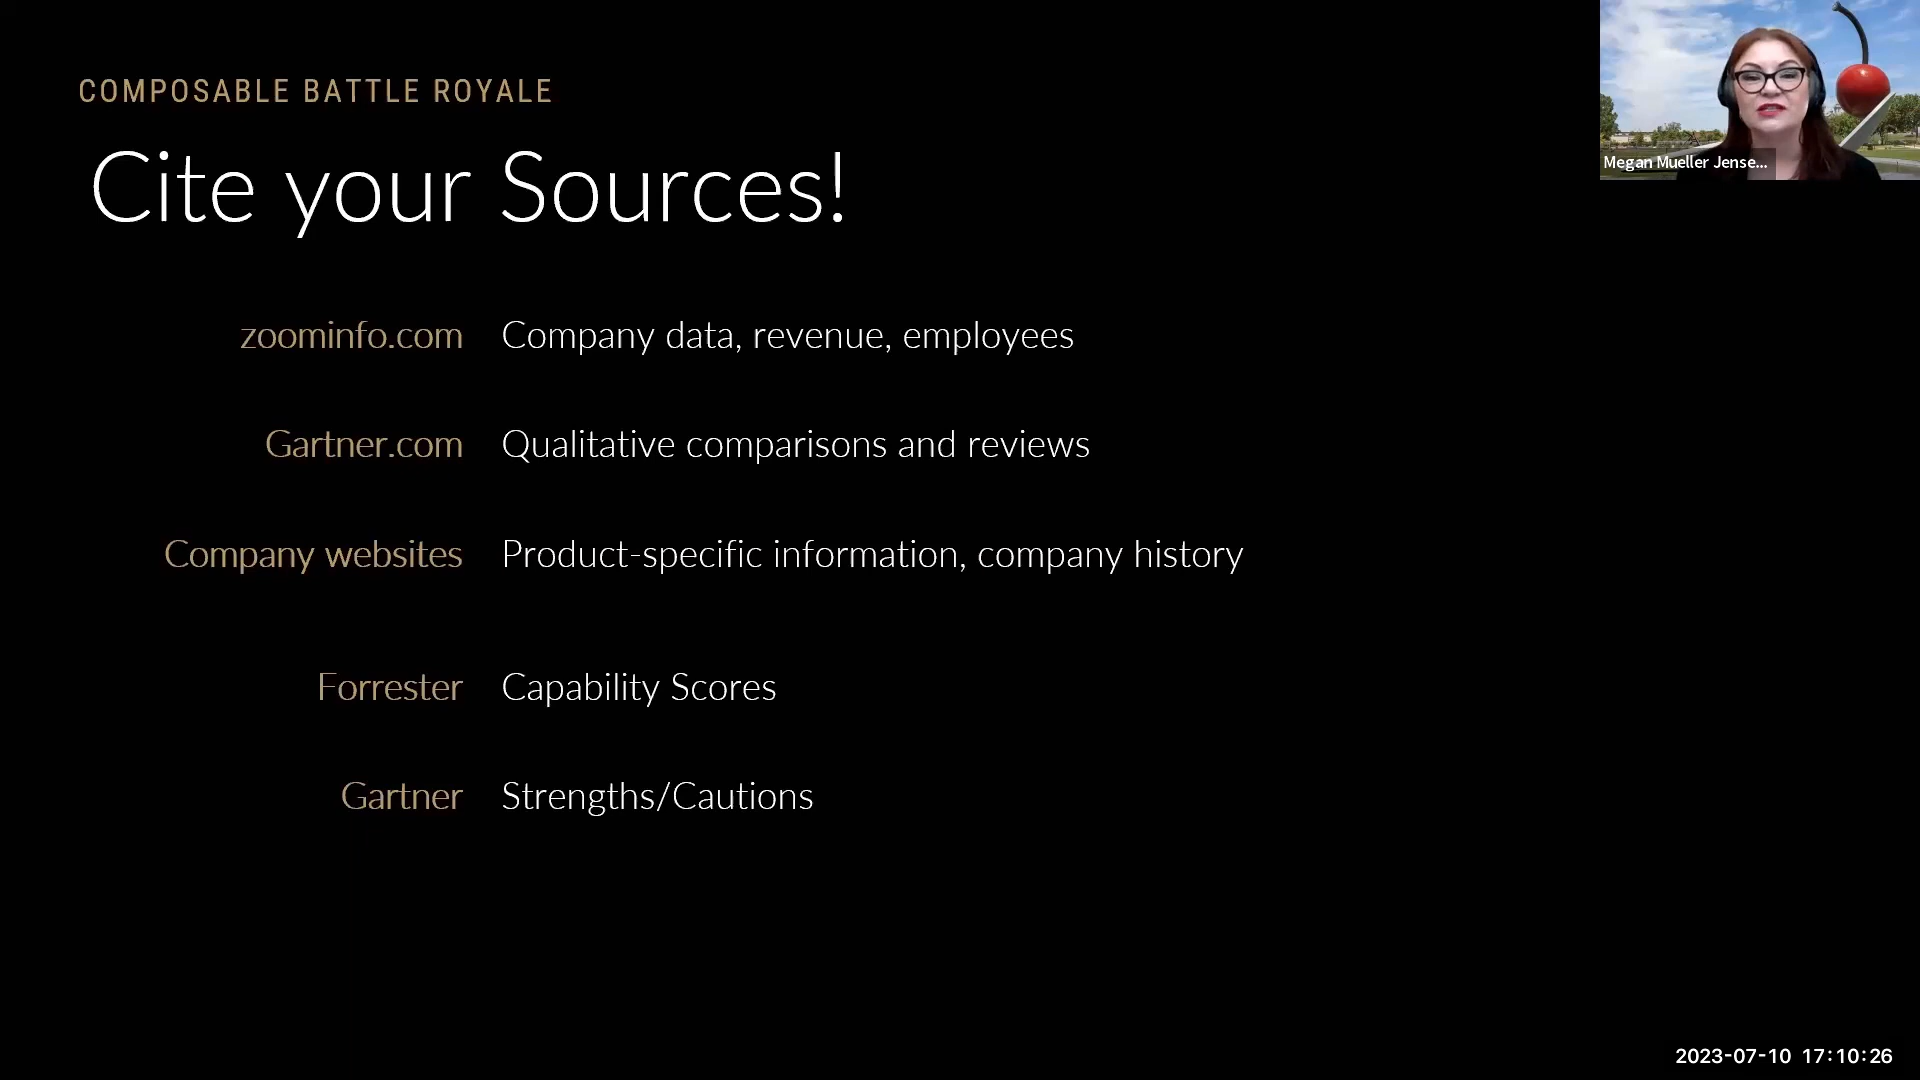 COMPOSABLE BATTLE ROYALE
Cite your Sources!
zoominfo.com Company data, revenue, employees
Gartner.com Qualitative comparisons and reviews
Company websites Product-specific information, company history
Forrester Capability Scores
Gartner Strengths/Cautions
Megan Mueller Jense...
2023-07-10 17:10:26